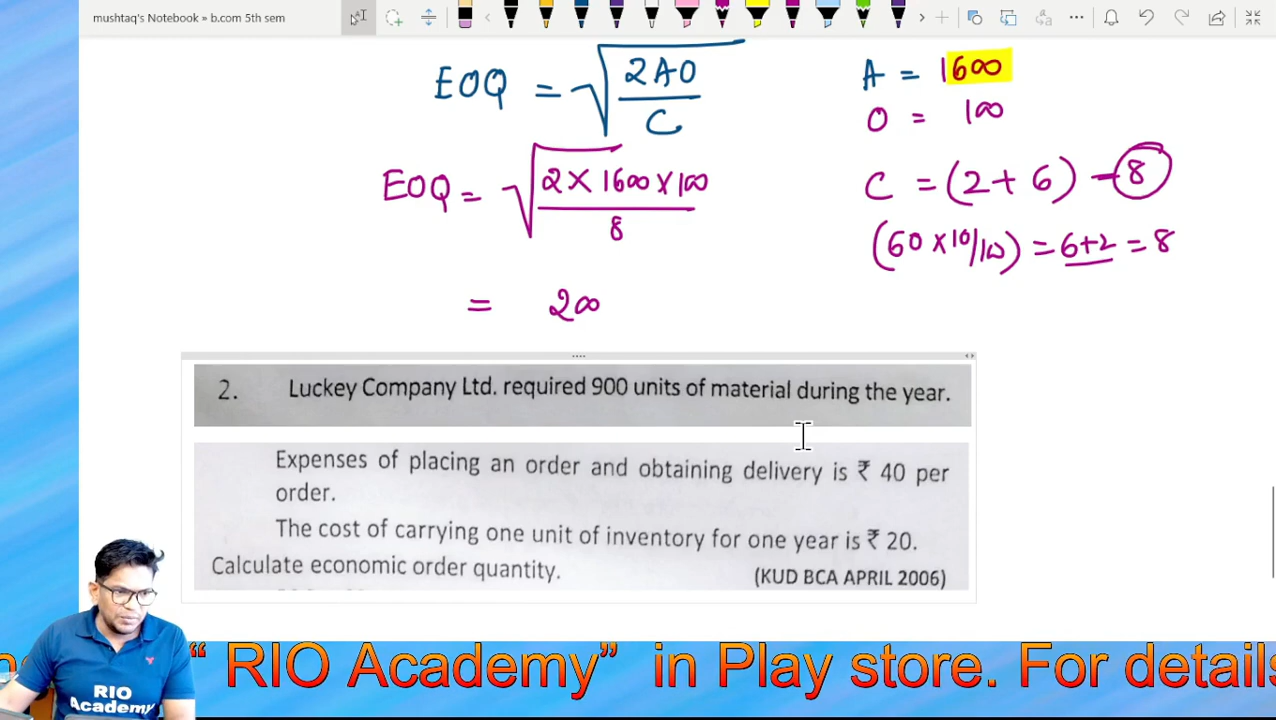 mushtaq's Notebook » b.com 5th sem
EOQ = √2AO/C
A = 1600
O = 100
EOQ = √2×1600×100/8
C = (2+6) - 8
(60×10/100) = 6+2 = 8
= 200
2. Luckey Company Ltd. required 900 units of material during the year.
Expenses of placing an order and obtaining delivery is ₹ 40 per
order.
The cost of carrying one unit of inventory for one year is ₹ 20.
Calculate economic order quantity. (KUD BCA APRIL 2006)
RIO
Academy
“ RIO Academy” in Play store. For details